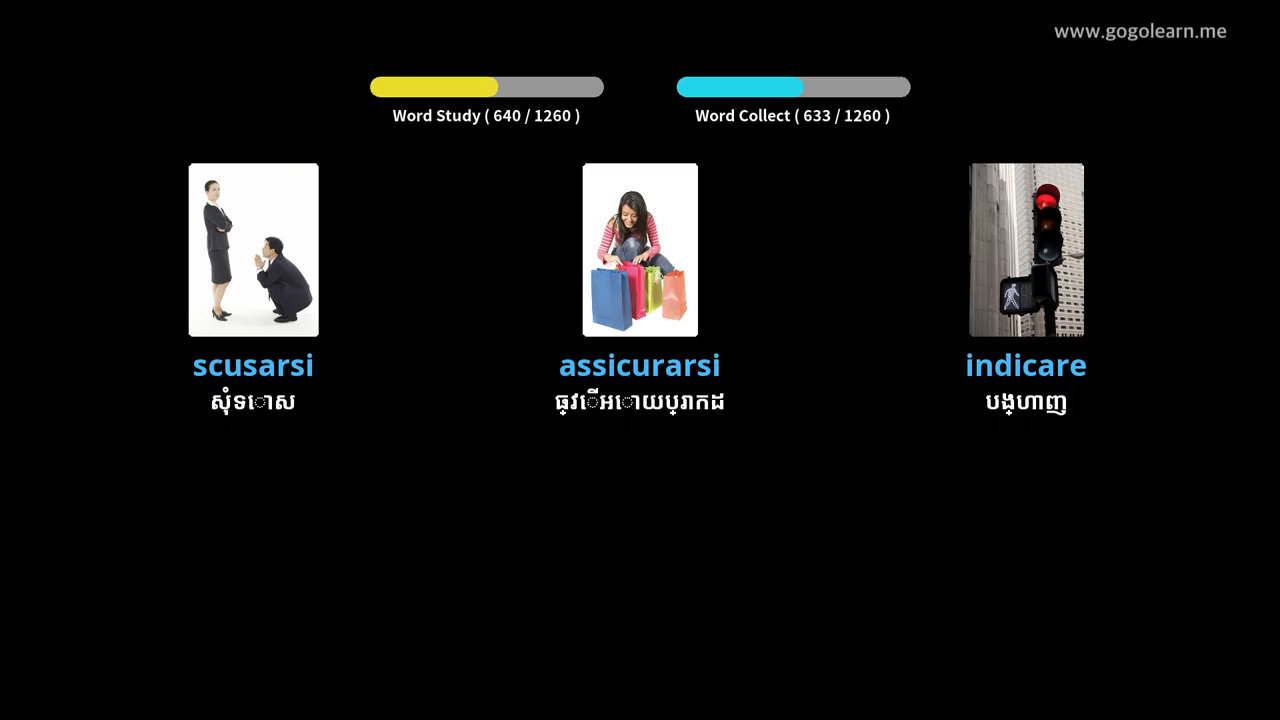 www.gogolearn.me
Word Study ( 640 / 1260 )
Word Collect ( 633 / 1260 )
scusarsi
assicurarsi
indicare
សុំទោស
ធ្វើអោយប្រាកដ
បង្ហាញ